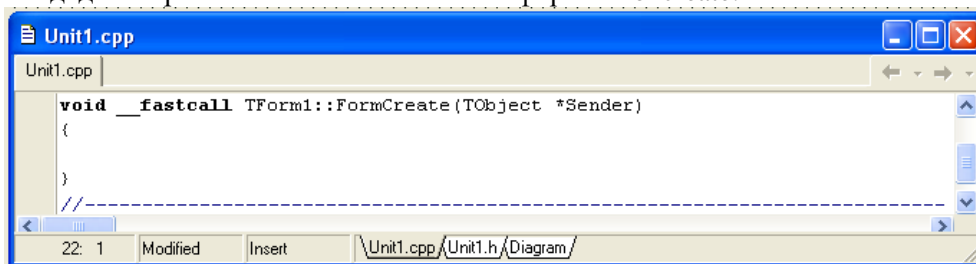 Unit1.cpp
Unit1.cpp
void __fastcall TForm1::FormCreate(TObject *Sender)
{
}
//---------------------------------------------------------------------------
22: 1 Modified Insert \Unit1.cpp/Unit1.h/Diagram/